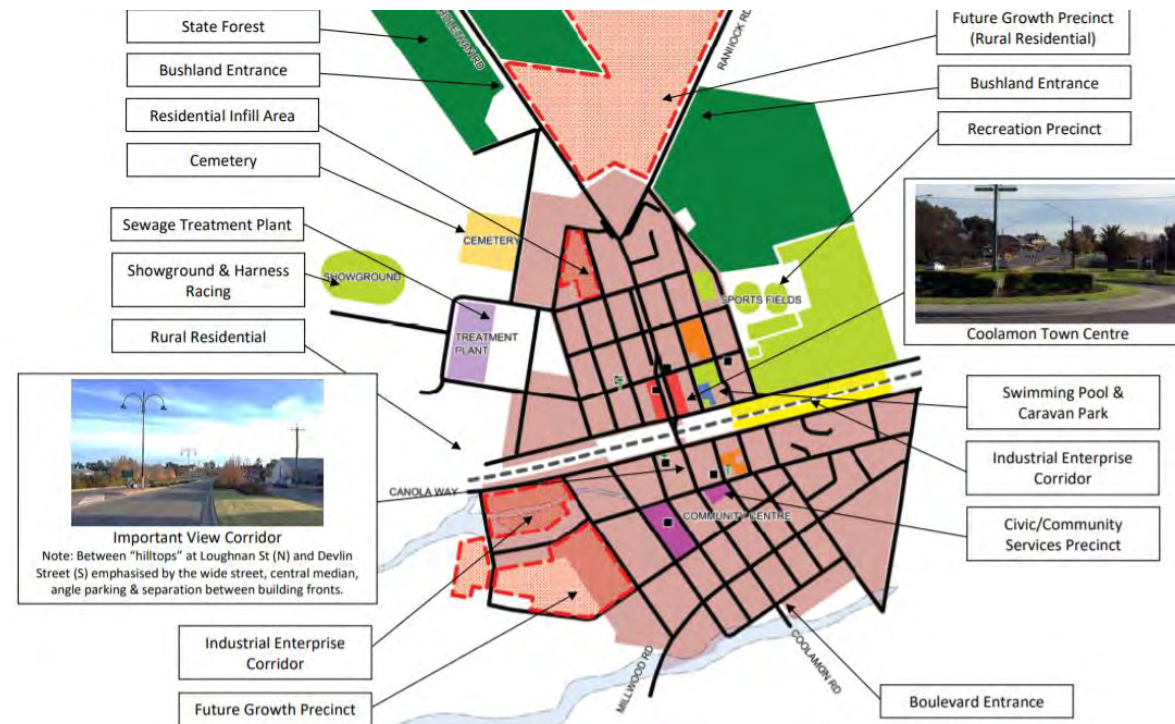 State Forest
Bushland Entrance
Residential Infill Area
Cemetery
Sewage Treatment Plant
Showground & Harness
Racing
Rural Residential
Important View Corridor
Note: Between “hilltops” at Loughnan St (N) and Devlin
Street (S) emphasised by the wide street, central median,
angle parking & separation between building fronts.
Industrial Enterprise
Corridor
Future Growth Precinct
CEMETERY
SHOWGROUND
TREATMENT
PLANT
SPORTS FIELDS
CANOLA WAY
COMMUNITY CENTRE
MILLWOOD RD
COOLAMON RD
Future Growth Precinct
(Rural Residential)
Bushland Entrance
Recreation Precinct
Coolamon Town Centre
Swimming Pool &
Caravan Park
Industrial Enterprise
Corridor
Civic/Community
Services Precinct
Boulevard Entrance